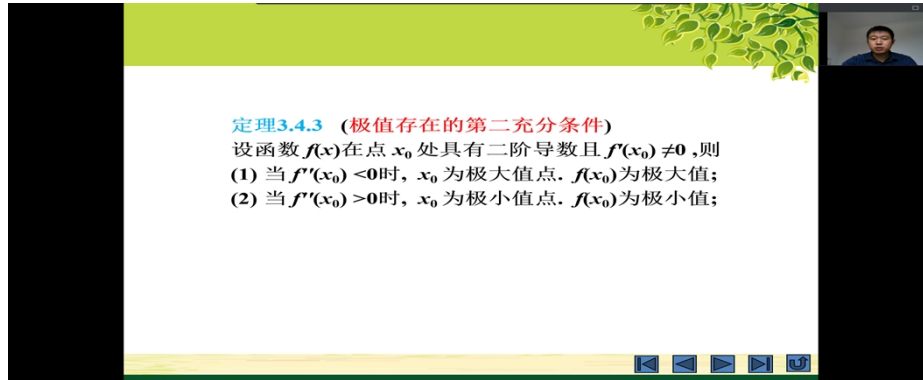 定理3.4.3 (极值存在的第二充分条件)
设函数 f(x)在点 x₀ 处具有二阶导数且 f'(x₀) ≠0 ,则
(1) 当 f''(x₀) <0时, x₀ 为极大值点. f(x₀)为极大值;
(2) 当 f''(x₀) >0时, x₀ 为极小值点. f(x₀)为极小值;